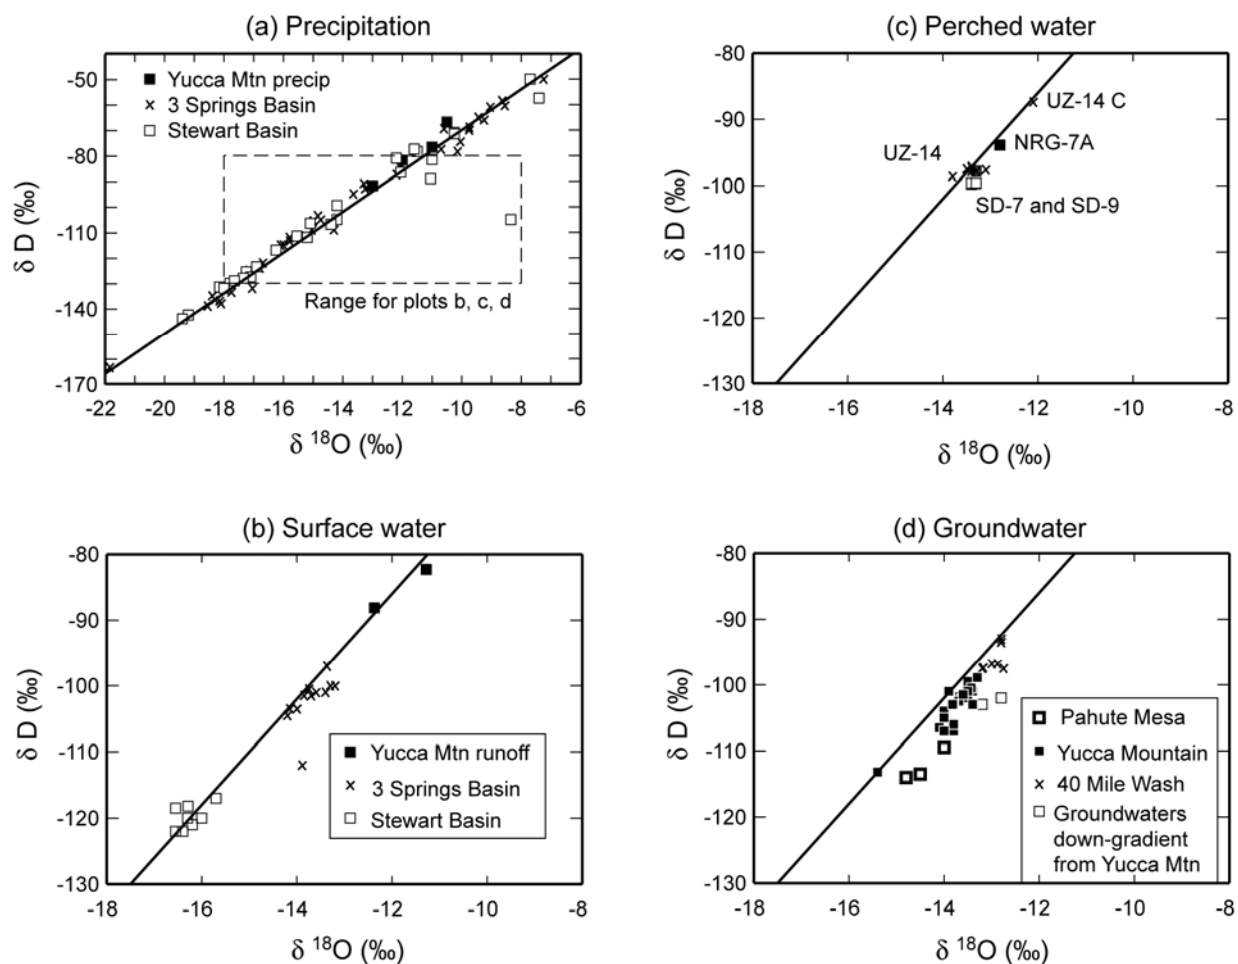 (a) Precipitation
-50
-80
-110
-140
-170
δ D (‰)
Yucca Mtn precip
3 Springs Basin
Stewart Basin
Range for plots b, c, d
-22 -20 -18 -16 -14 -12 -10 -8 -6
δ 18O (‰)
(c) Perched water
-80
-90
-100
-110
-120
-130
δ D (‰)
UZ-14 C
NRG-7A
UZ-14
SD-7 and SD-9
-18 -16 -14 -12 -10 -8
δ 18O (‰)
(b) Surface water
-80
-90
-100
-110
-120
-130
δ D (‰)
Yucca Mtn runoff
3 Springs Basin
Stewart Basin
-18 -16 -14 -12 -10 -8
δ 18O (‰)
(d) Groundwater
-80
-90
-100
-110
-120
-130
δ D (‰)
Pahute Mesa
Yucca Mountain
40 Mile Wash
Groundwaters
down-gradient
from Yucca Mtn
-18 -16 -14 -12 -10 -8
δ 18O (‰)